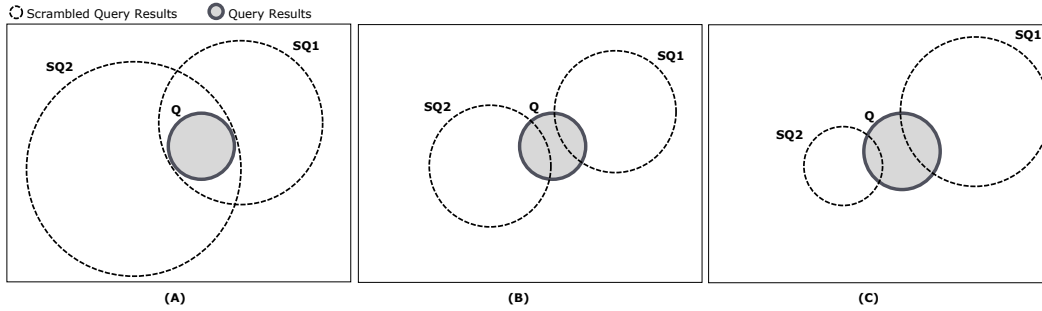 Scrambled Query Results Query Results
SQ1
SQ2
Q
(A)
SQ1
SQ2
Q
(B)
SQ1
Q
SQ2
(C)